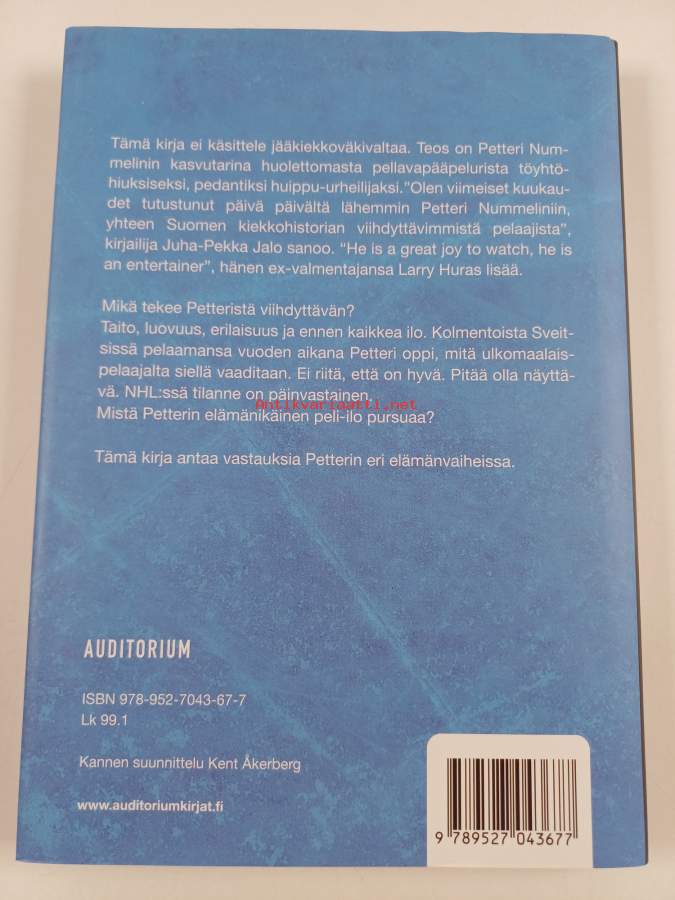 Tämä kirja ei käsittele jääkiekkoväkivaltaa. Teos on Petteri Num-
melinin kasvutarina huolettomasta pellavapääpelurista töyhtö-
hiuksiseksi, pedantiksi huippu-urheilijaksi.”Olen viimeiset kuukau-
det tutustunut päivä päivältä lähemmin Petteri Nummeliniin,
yhteen Suomen kiekkohistorian viihdyttävimmistä pelaajista”,
kirjailija Juha-Pekka Jalo sanoo. “He is a great joy to watch, he is
an entertainer”, hänen ex-valmentajansa Larry Huras lisää.
Mikä tekee Petteristä viihdyttävän?
Taito, luovuus, erilaisuus ja ennen kaikkea ilo. Kolmentoista Sveit-
sissä pelaamansa vuoden aikana Petteri oppi, mitä ulkomaalais-
pelaajalta siellä vaaditaan. Ei riitä, että on hyvä. Pitää olla näyttä-
vä. NHL:ssä tilanne on päinvastainen.
Antikvariaatti.net
Mistä Petterin elämänikäinen peli-ilo pursuaa?
Tämä kirja antaa vastauksia Petterin eri elämänvaiheissa.
AUDITORIUM
ISBN 978-952-7043-67-7
Lk 99.1
Kannen suunnittelu Kent Åkerberg
www.auditoriumkirjat.fi
9 789527 043677